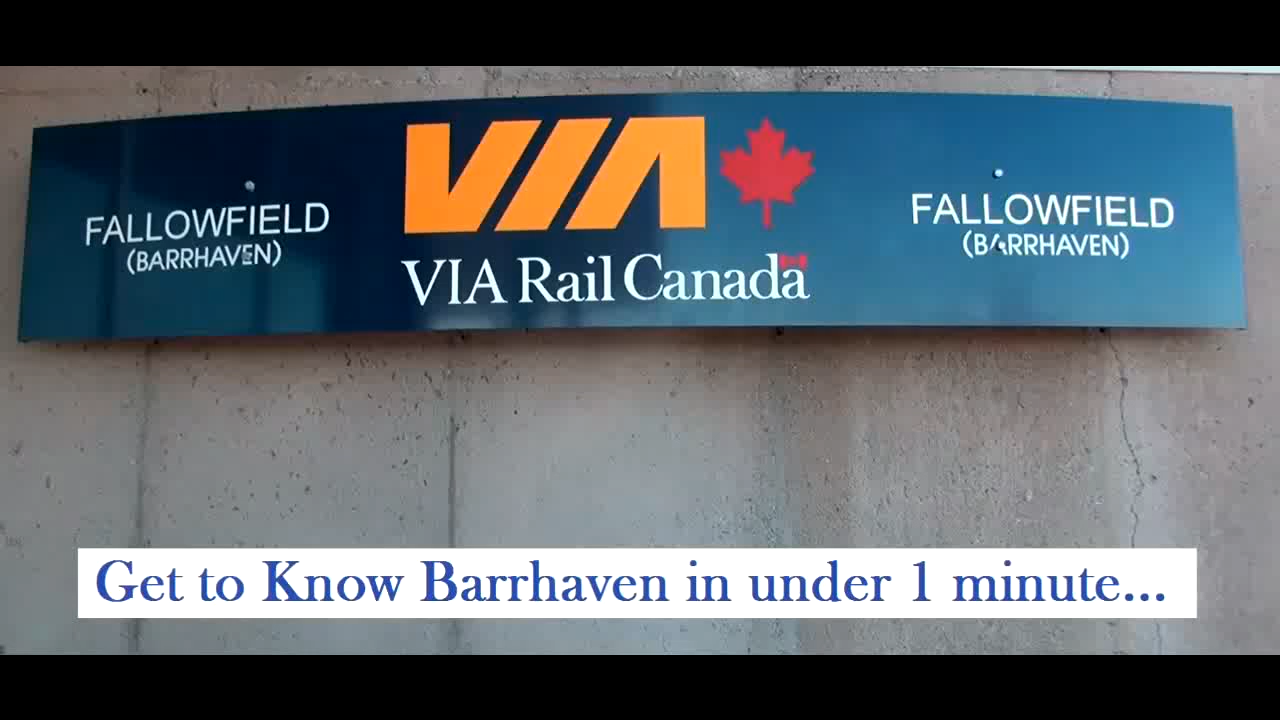 VIA
FALLOWFIELD
(BARRHAVEN)
VIA Rail Canada
FALLOWFIELD
(BARRHAVEN)
Get to Know Barrhaven in under 1 minute...